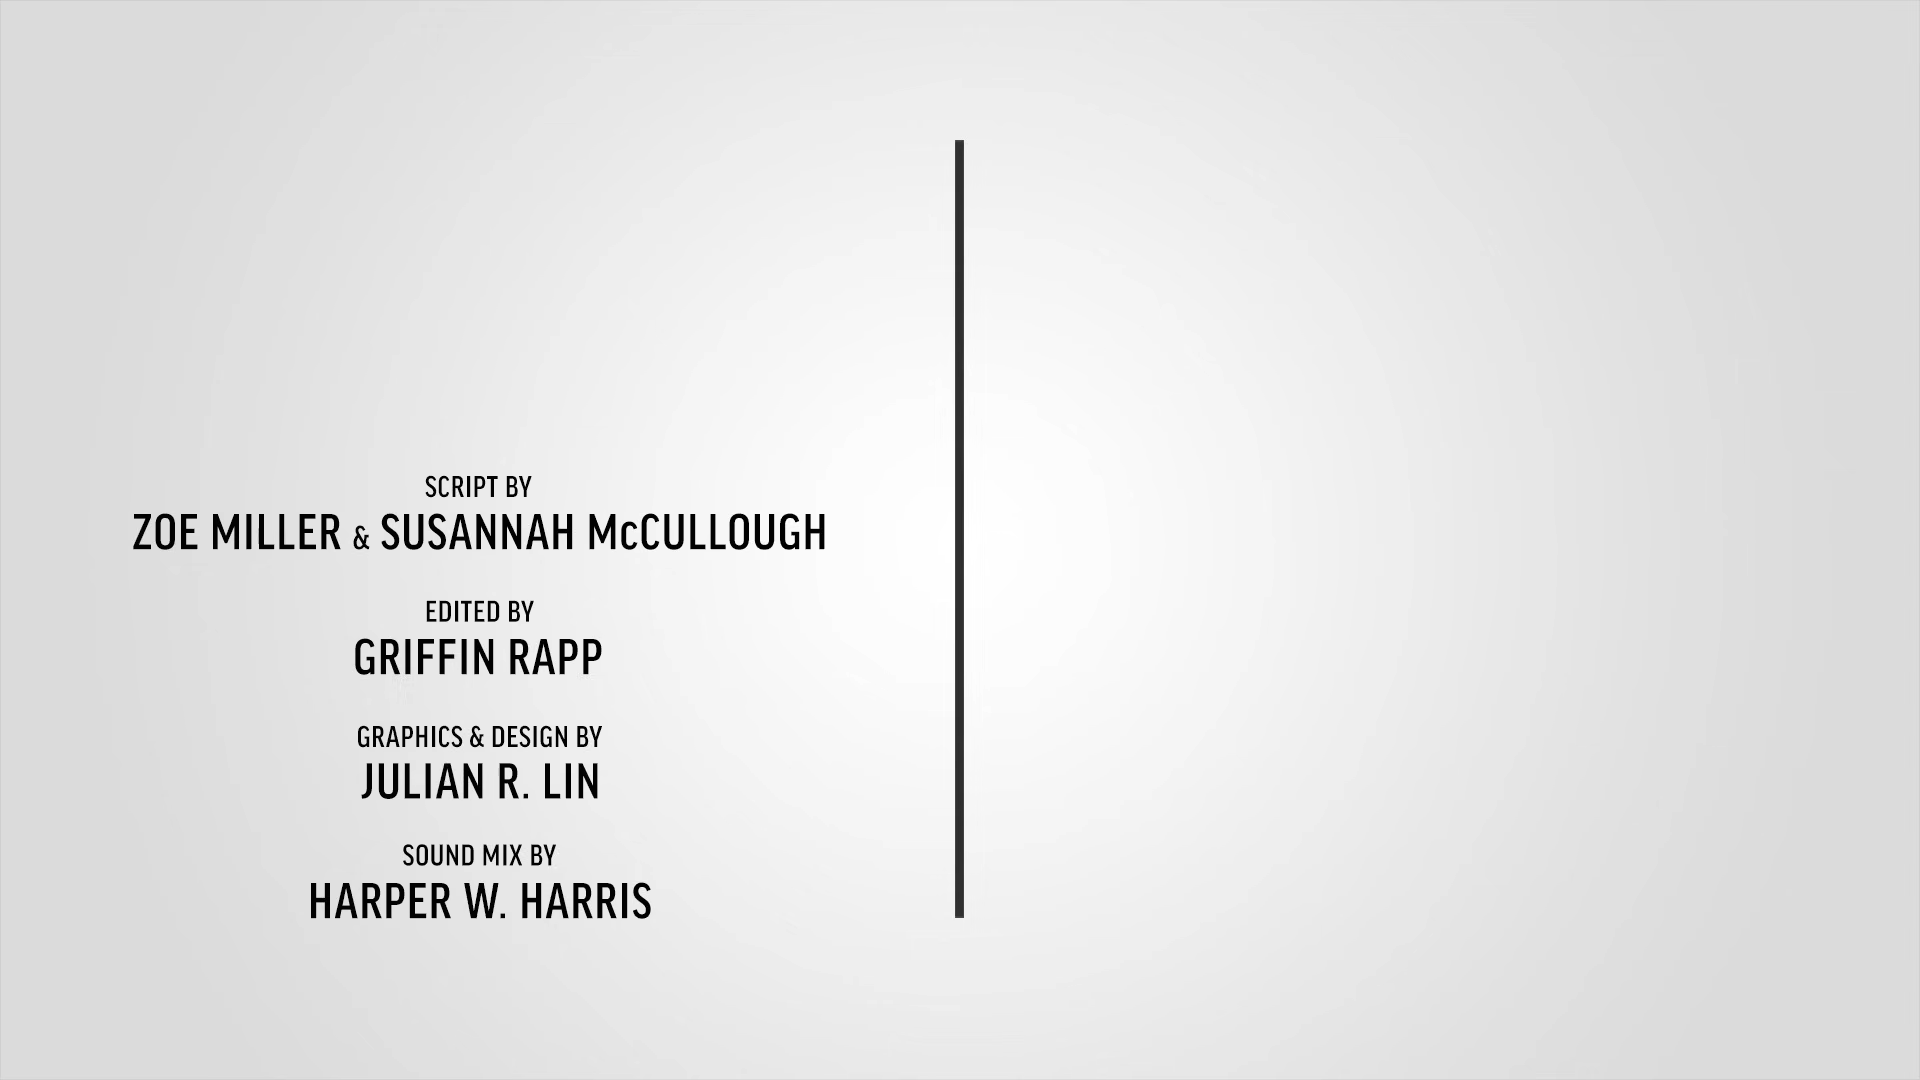 SCRIPT BY
ZOE MILLER & SUSANNAH McCULLOUGH
EDITED BY
GRIFFIN RAPP
GRAPHICS & DESIGN BY
JULIAN R. LIN
SOUND MIX BY
HARPER W. HARRIS